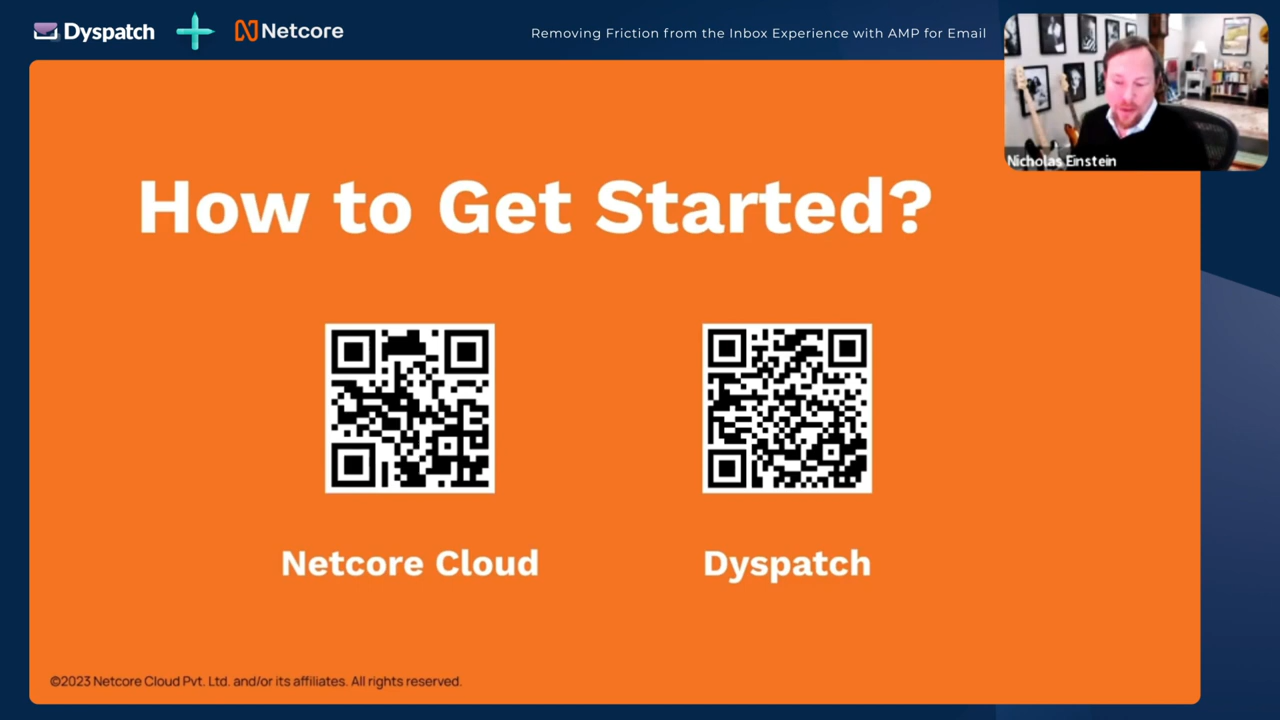 Dyspatch
Netcore
Removing Friction from the Inbox Experience with AMP for Email
Nicholas Einstein
How to Get Started?
Netcore Cloud
Dyspatch
©2023 Netcore Cloud Pvt. Ltd. and/or its affiliates. All rights reserved.